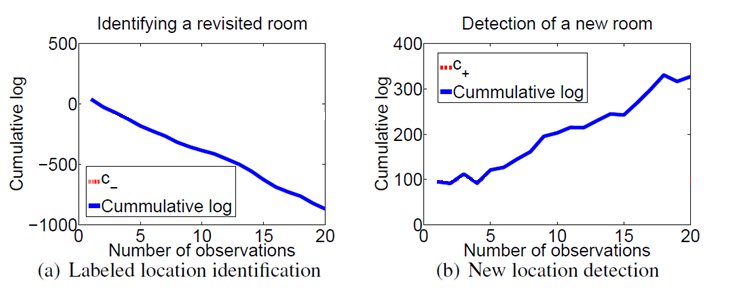 Identifying a revisited room
Cumulative log
500
0
−500
−1000
c−
Cummulative log
0
5
10
15
20
Number of observations
(a) Labeled location identification
Detection of a new room
Cumulative log
400
300
200
100
0
c+
Cummulative log
0
5
10
15
20
Number of observations
(b) New location detection